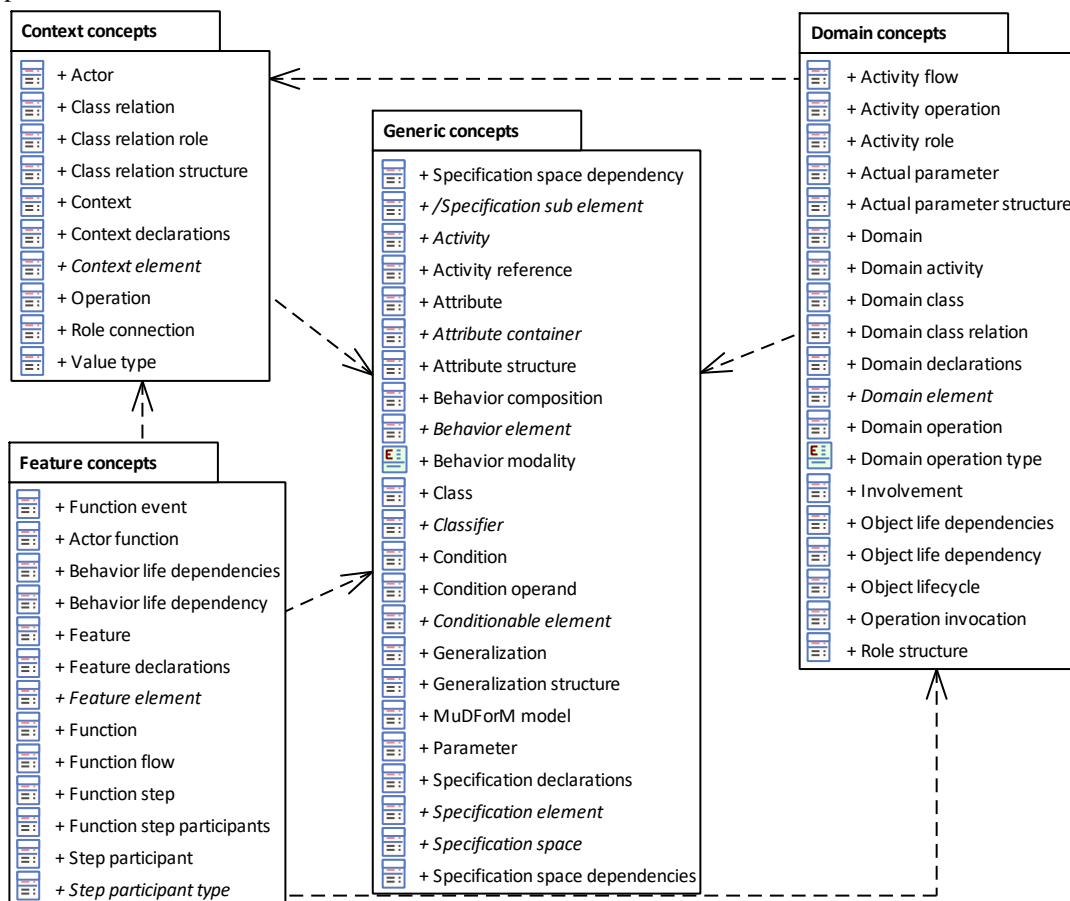 Context concepts
+ Actor
+ Class relation
+ Class relation role
+ Class relation structure
+ Context
+ Context declarations
+ Context element
+ Operation
+ Role connection
+ Value type
Generic concepts
+ Specification space dependency
+ /Specification sub element
+ Activity
+ Activity reference
+ Attribute
+ Attribute container
+ Attribute structure
+ Behavior composition
+ Behavior element
E
+ Behavior modality
+ Class
+ Classifier
+ Condition
+ Condition operand
+ Conditionable element
+ Generalization
+ Generalization structure
+ MuDForM model
+ Parameter
+ Specification declarations
+ Specification element
+ Specification space
+ Specification space dependencies
Domain concepts
+ Activity flow
+ Activity operation
+ Activity role
+ Actual parameter
+ Actual parameter structure
+ Domain
+ Domain activity
+ Domain class
+ Domain class relation
+ Domain declarations
+ Domain element
+ Domain operation
E
+ Domain operation type
+ Involvement
+ Object life dependencies
+ Object life dependency
+ Object lifecycle
+ Operation invocation
+ Role structure
Feature concepts
+ Function event
+ Actor function
+ Behavior life dependencies
+ Behavior life dependency
+ Feature
+ Feature declarations
+ Feature element
+ Function
+ Function flow
+ Function step
+ Function step participants
+ Step participant
+ Step participant type